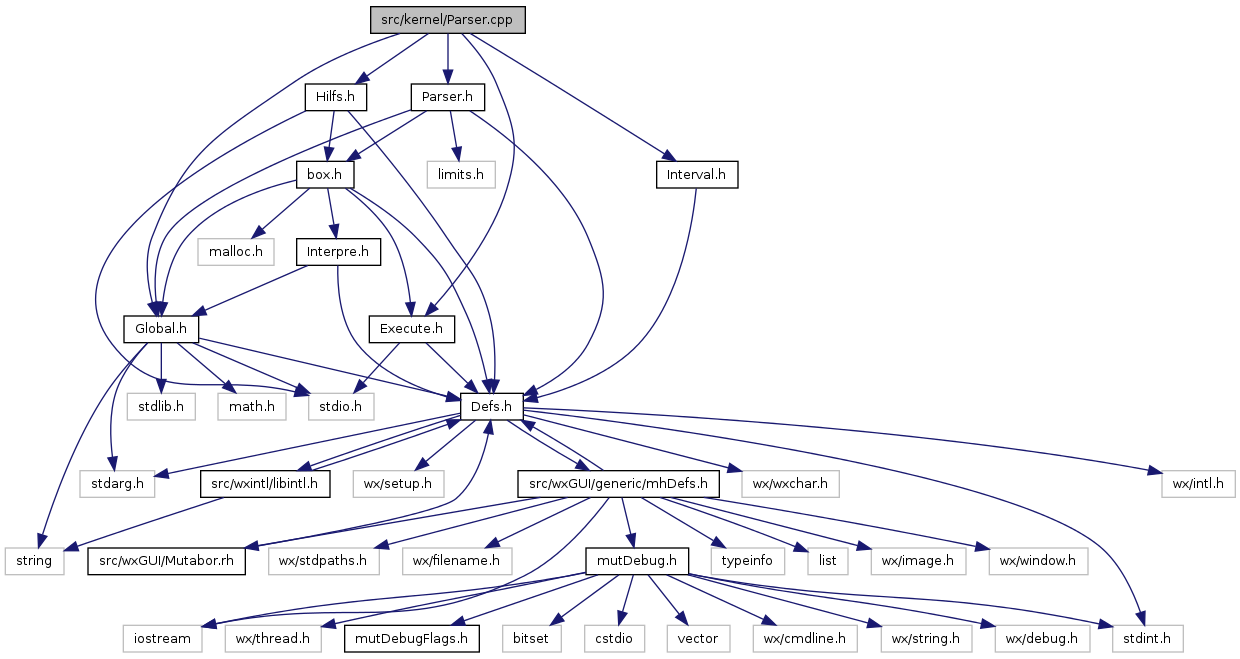 src/kernel/Parser.cpp
Hilfs.h
Parser.h
box.h
limits.h
Interval.h
malloc.h
Interpre.h
Global.h
Execute.h
stdlib.h
math.h
stdio.h
Defs.h
stdarg.h
src/wxintl/libintl.h
wx/setup.h
src/wxGUI/generic/mhDefs.h
wx/wxchar.h
wx/intl.h
string
src/wxGUI/Mutabor.rh
wx/stdpaths.h
wx/filename.h
mutDebug.h
typeinfo
list
wx/image.h
wx/window.h
iostream
wx/thread.h
mutDebugFlags.h
bitset
cstdio
vector
wx/cmdline.h
wx/string.h
wx/debug.h
stdint.h